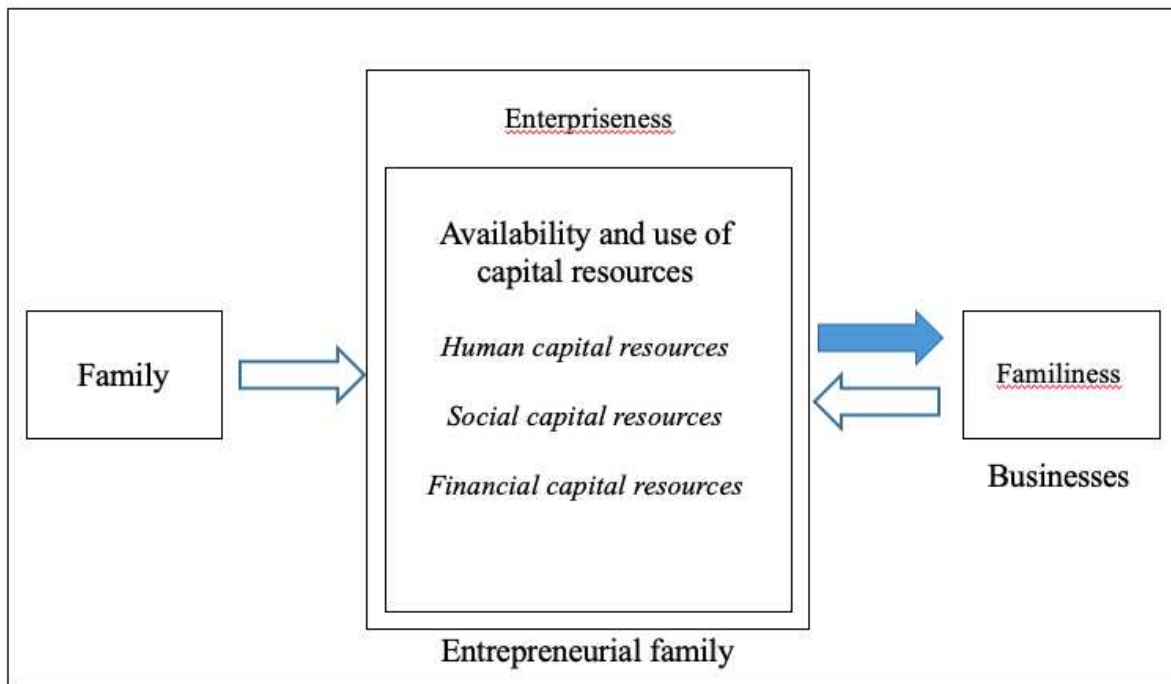 Enterpriseness
Availability and use of
capital resources
Human capital resources
Social capital resources
Financial capital resources
Entrepreneurial family
Family
Familiness
Businesses